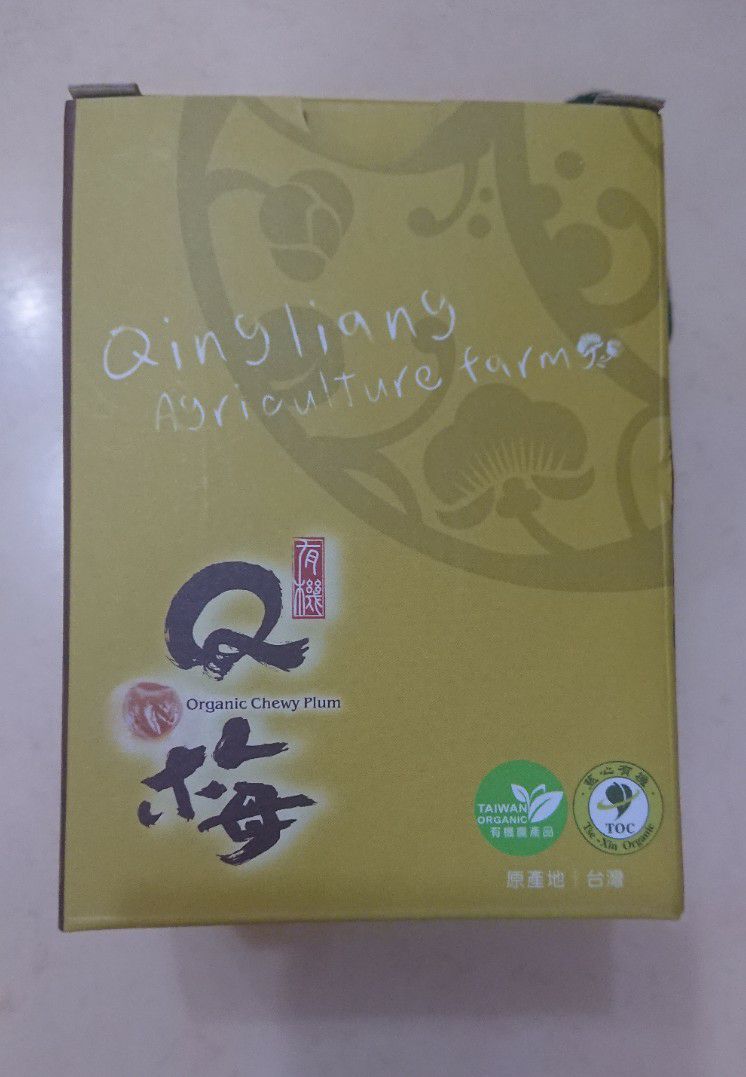 Qingliang
Agriculture farm
有機
Q
Organic Chewy Plum
梅
TAIWAN
ORGANIC
有機農產品
慈心有機
TOC
Tse-Xin Organic
原產地 台灣